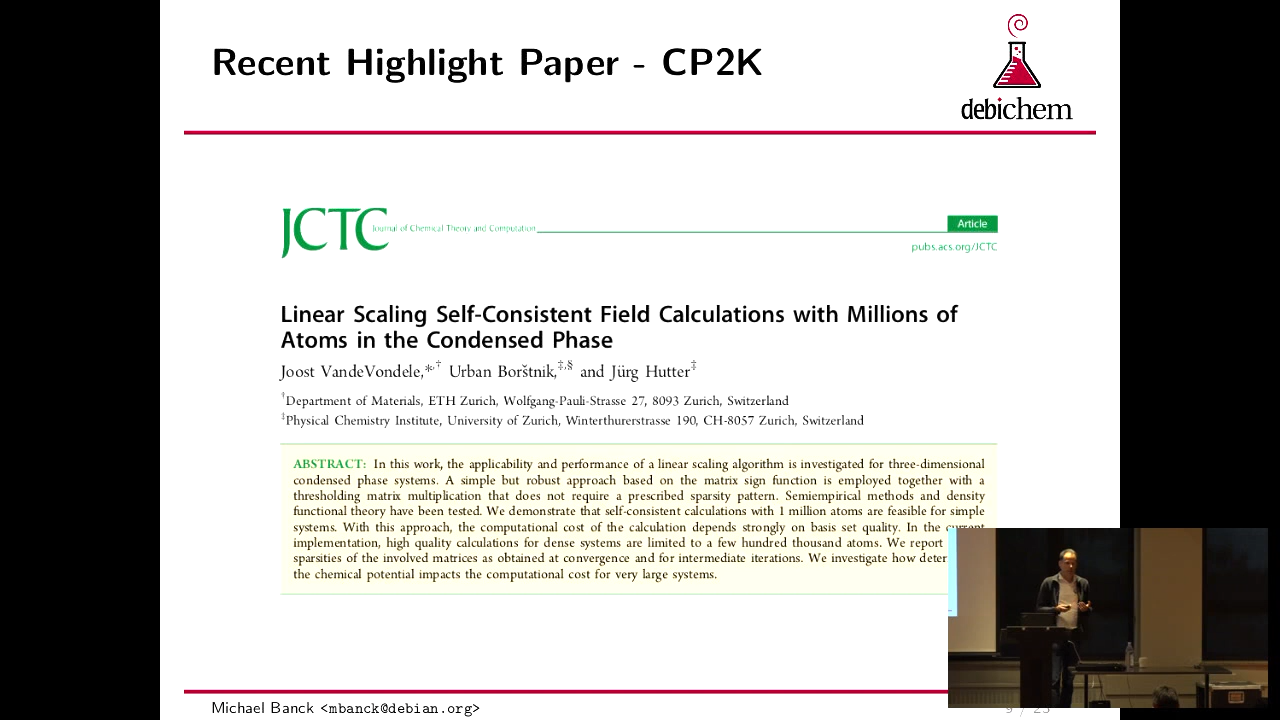 Recent Highlight Paper - CP2K
debichem
JCTC Journal of Chemical Theory and Computation
Article
pubs.acs.org/JCTC
Linear Scaling Self-Consistent Field Calculations with Millions of
Atoms in the Condensed Phase
Joost VandeVondele,*,† Urban Borštnik,‡,§ and Jürg Hutter‡
†Department of Materials, ETH Zurich, Wolfgang-Pauli-Strasse 27, 8093 Zurich, Switzerland
‡Physical Chemistry Institute, University of Zurich, Winterthurerstrasse 190, CH-8057 Zurich, Switzerland
ABSTRACT: In this work, the applicability and performance of a linear scaling algorithm is investigated for three-dimensional
condensed phase systems. A simple but robust approach based on the matrix sign function is employed together with a
thresholding matrix multiplication that does not require a prescribed sparsity pattern. Semiempirical methods and density
functional theory have been tested. We demonstrate that self-consistent calculations with 1 million atoms are feasible for simple
systems. With this approach, the computational cost of the calculation depends strongly on basis set quality. In the current
implementation, high quality calculations for dense systems are limited to a few hundred thousand atoms. We report
sparsities of the involved matrices as obtained at convergence and for intermediate iterations. We investigate how deter
the chemical potential impacts the computational cost for very large systems.
Michael Banck <mbanck@debian.org>
9 / 25